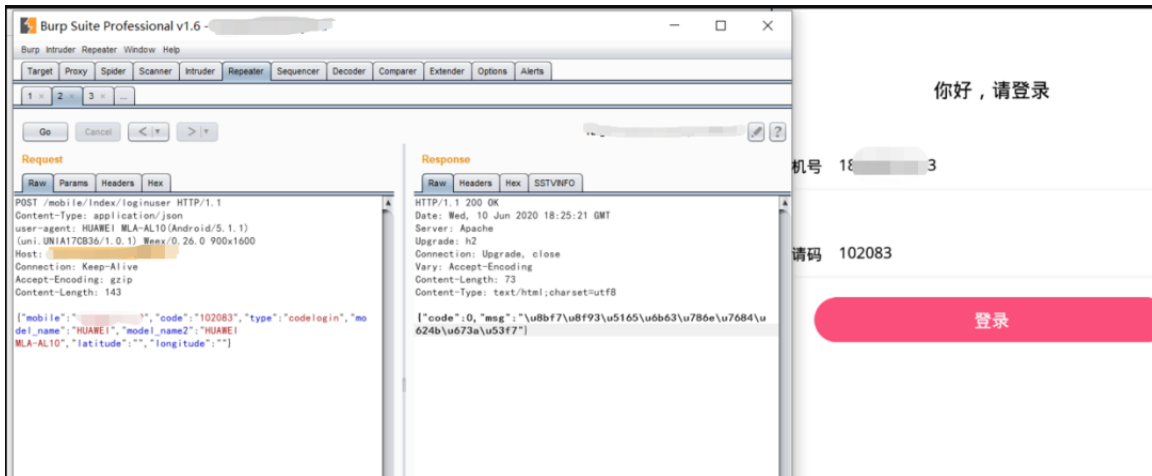 Burp Suite Professional v1.6 -
Burp Intruder Repeater Window Help
Target Proxy Spider Scanner Intruder Repeater Sequencer Decoder Comparer Extender Options Alerts
1 × 2 × 3 × ...
Go Cancel < > ?
Request
Raw Params Headers Hex
POST /mobile/Index/loginuser HTTP/1.1
Content-Type: application/json
user-agent: HUAWEI MLA-AL10(Android/5.1.1)
(uni.UNIA17CB36/1.0.1) Weex/0.26.0 900x1600
Host:
Connection: Keep-Alive
Accept-Encoding: gzip
Content-Length: 143
{"mobile":"","code":"102083","type":"codelogin","mo
del_name":"HUAWEI","model_name2":"HUAWEI
MLA-AL10","latitude":"","longitude":""}
Response
Raw Headers Hex SSTVINFO
HTTP/1.1 200 OK
Date: Wed, 10 Jun 2020 18:25:21 GMT
Server: Apache
Upgrade: h2
Connection: Upgrade, close
Vary: Accept-Encoding
Content-Length: 73
Content-Type: text/html;charset=utf8
{"code":0,"msg":"\u8bf7\u8f93\u5165\u6b63\u786e\u7684\u
624b\u673a\u53f7"}
你好，请登录
机号 18 3
请码 102083
登录